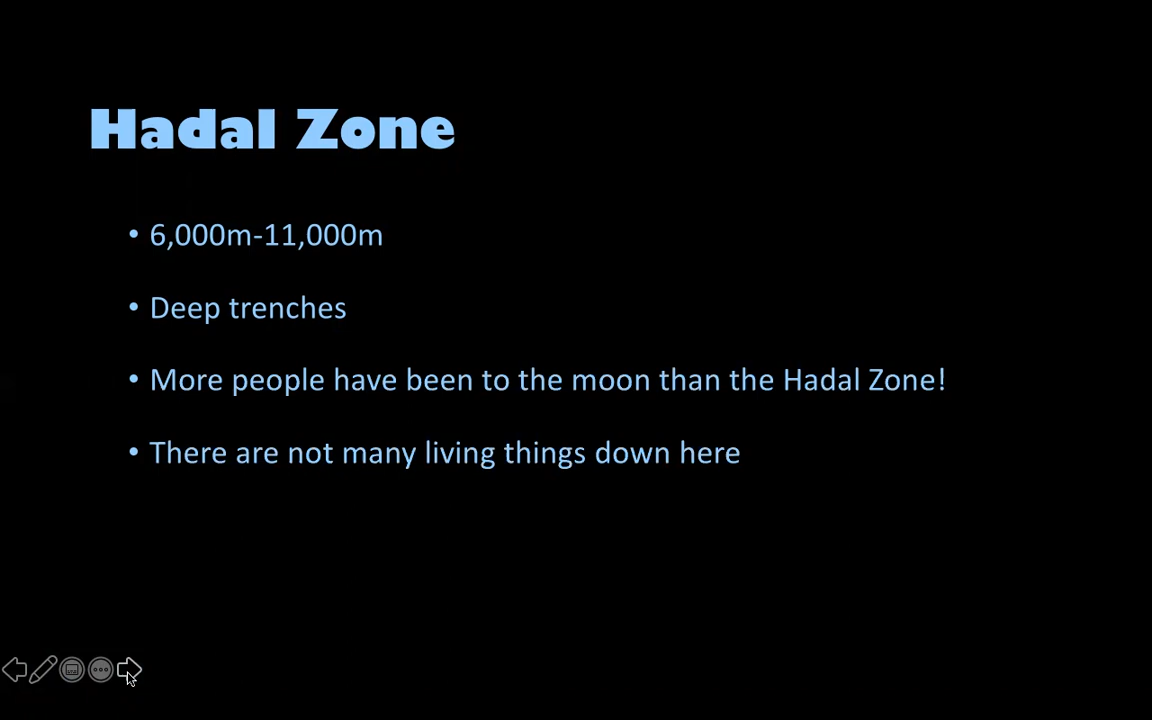 Hadal Zone
• 6,000m-11,000m
• Deep trenches
• More people have been to the moon than the Hadal Zone!
• There are not many living things down here